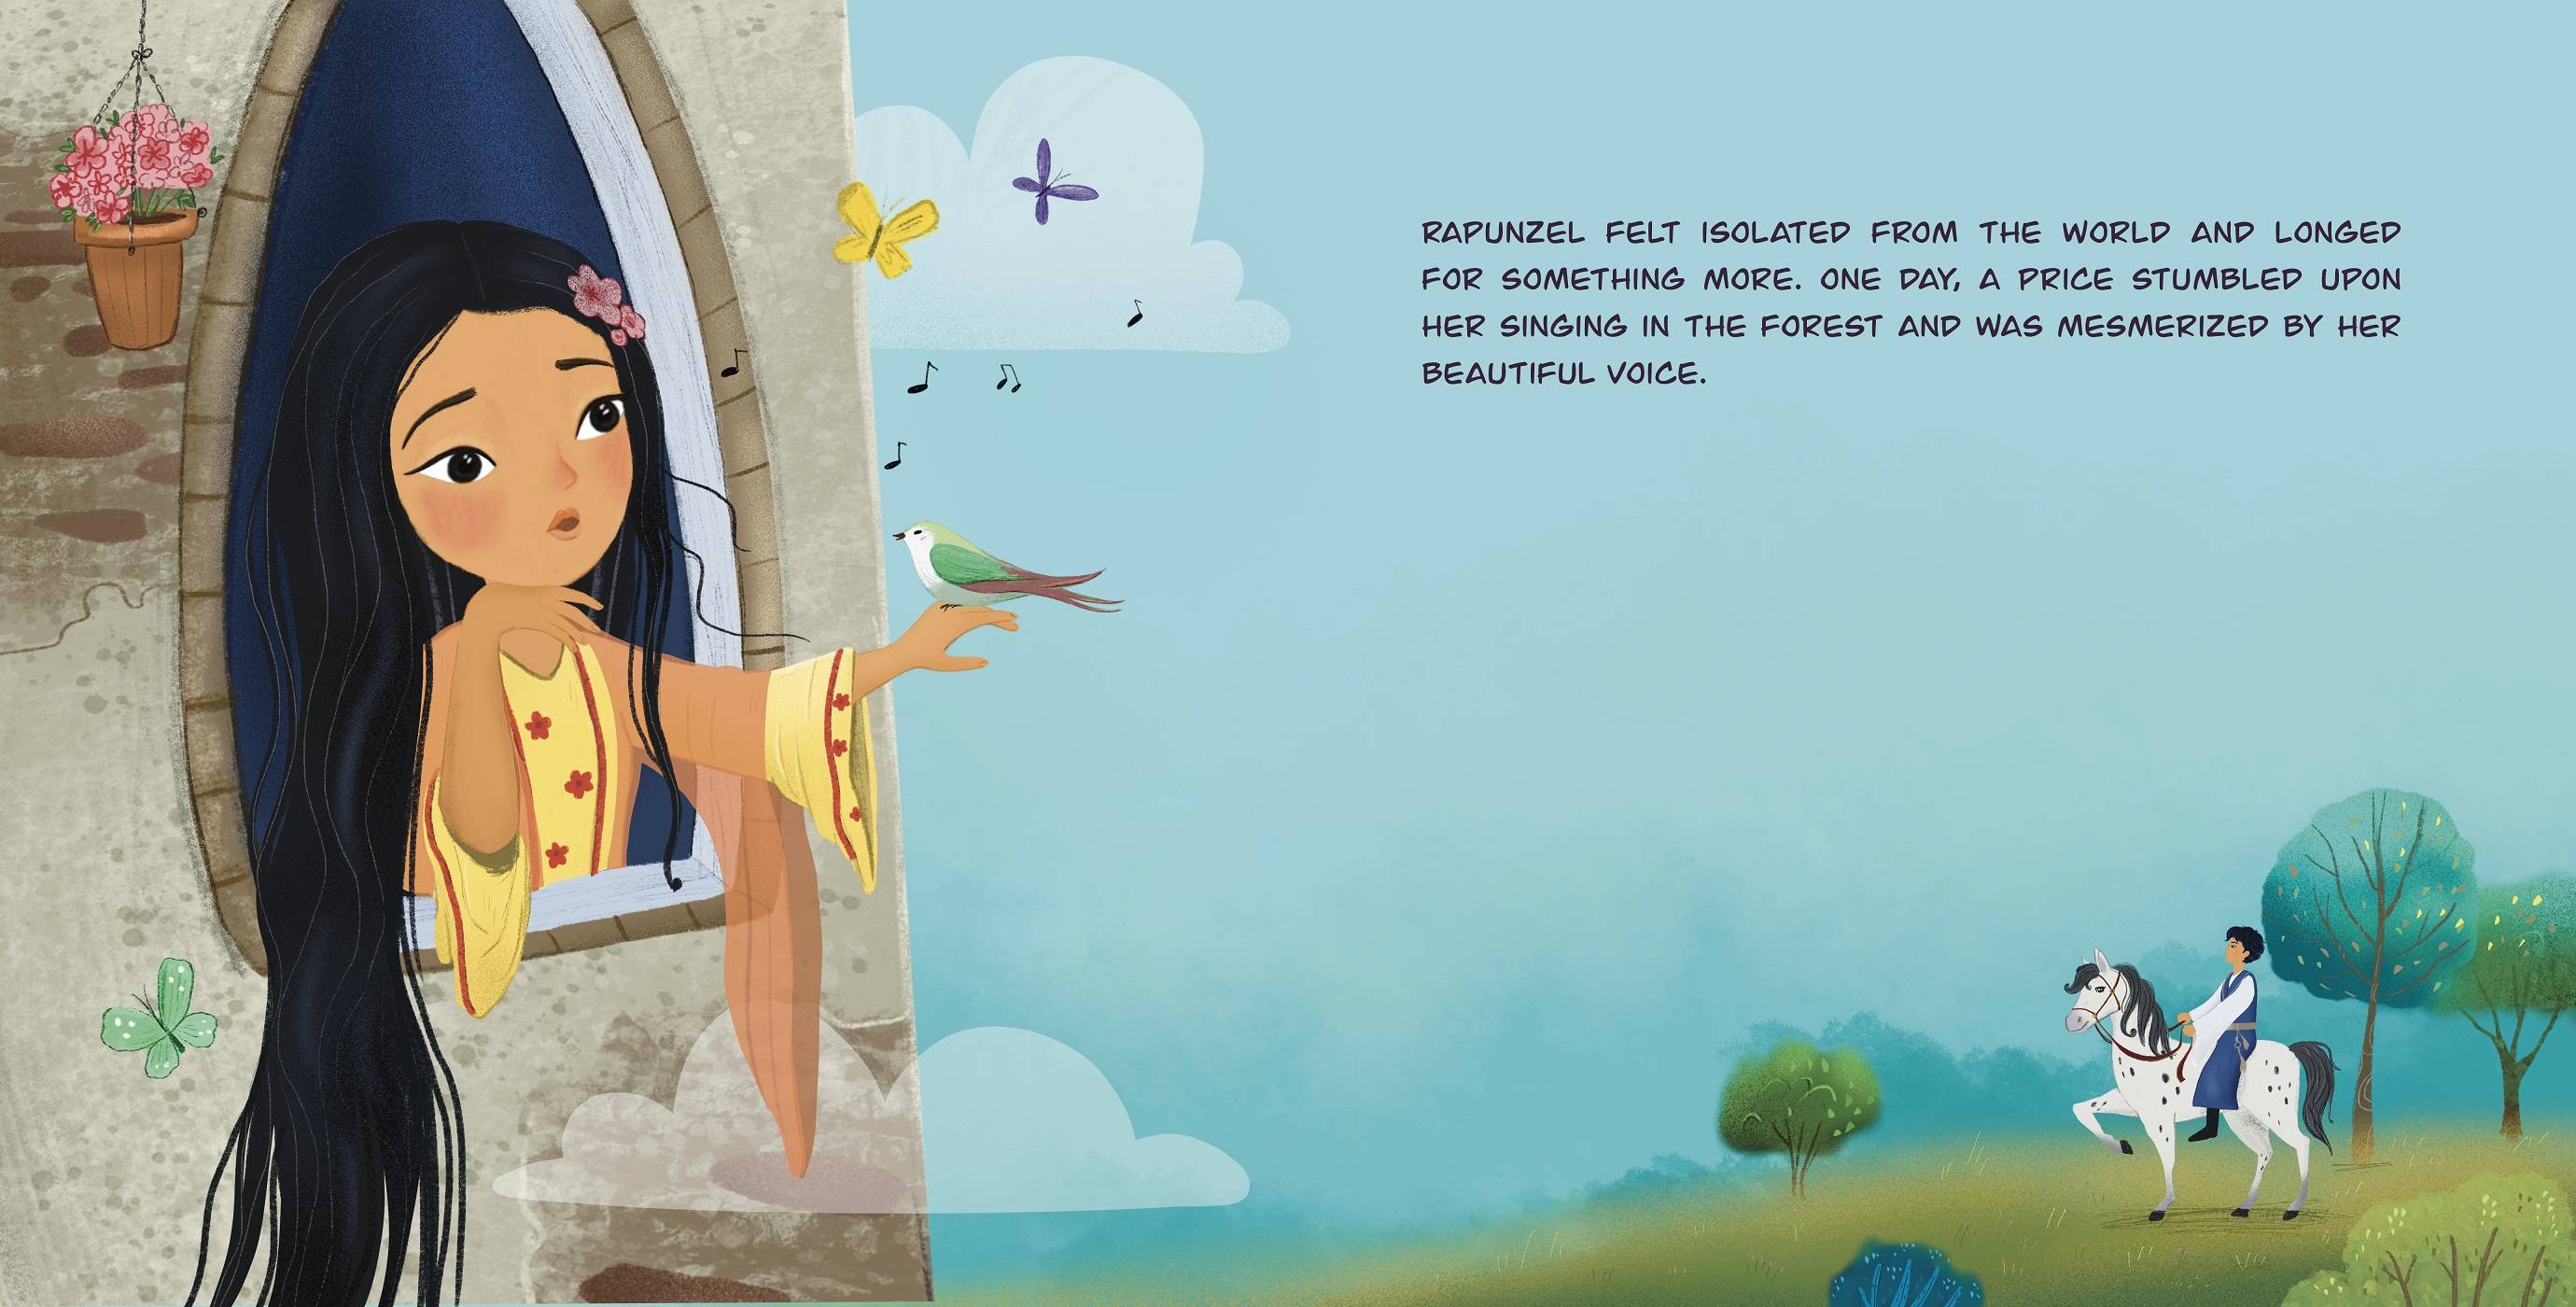 RAPUNZEL FELT ISOLATED FROM THE WORLD AND LONGED
FOR SOMETHING MORE. ONE DAY, A PRICE STUMBLED UPON
HER SINGING IN THE FOREST AND WAS MESMERIZED BY HER
BEAUTIFUL VOICE.